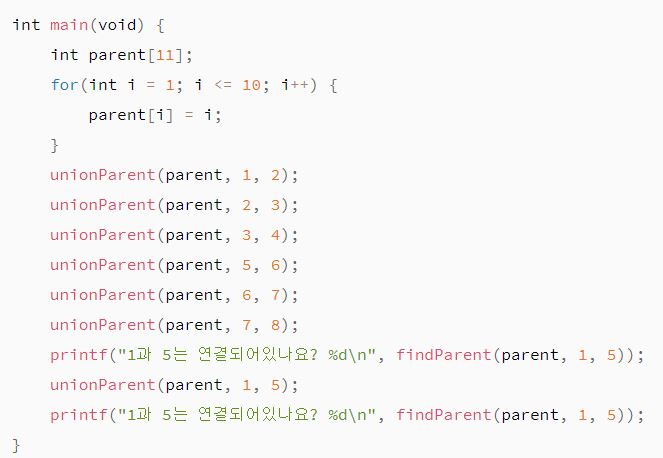 int main(void) {
    int parent[11];
    for(int i = 1; i <= 10; i++) {
        parent[i] = i;
    }
    unionParent(parent, 1, 2);
    unionParent(parent, 2, 3);
    unionParent(parent, 3, 4);
    unionParent(parent, 5, 6);
    unionParent(parent, 6, 7);
    unionParent(parent, 7, 8);
    printf("1과 5는 연결되어있나요? %d\n", findParent(parent, 1, 5));
    unionParent(parent, 1, 5);
    printf("1과 5는 연결되어있나요? %d\n", findParent(parent, 1, 5));
}